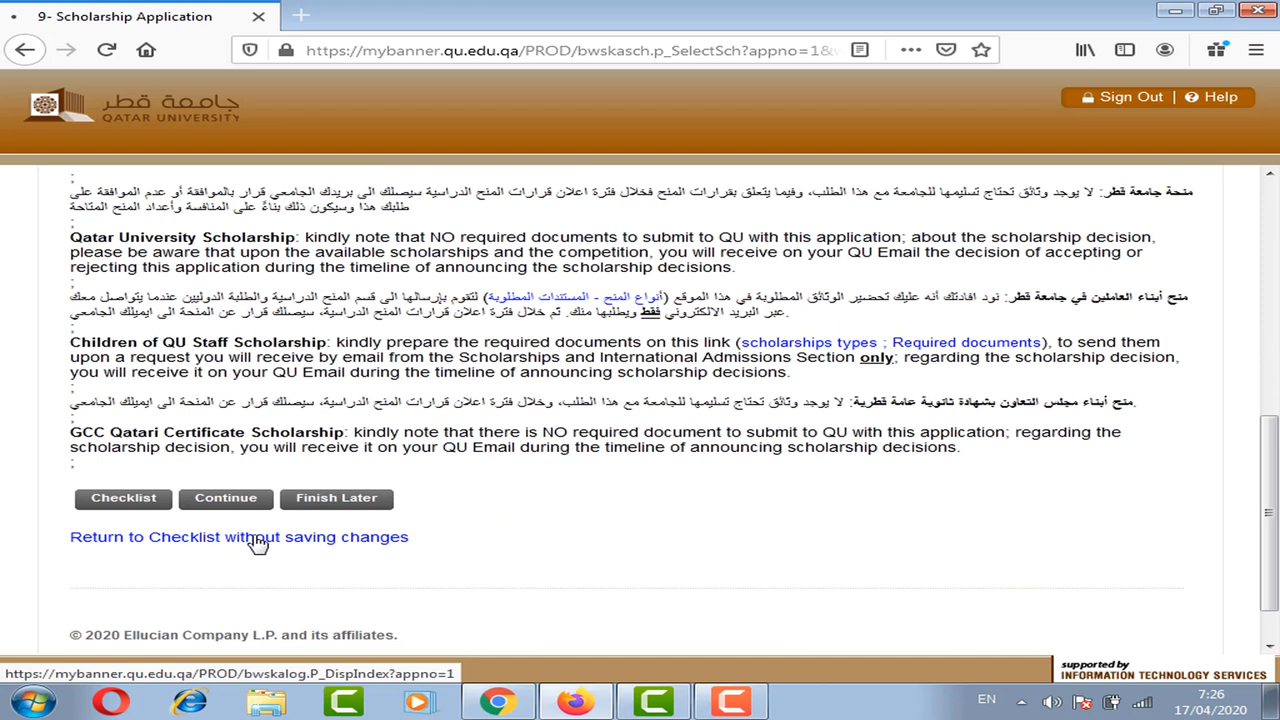 9- Scholarship Application
https://mybanner.qu.edu.qa/PROD/bwskasch.p_SelectSch?appno=1&
جامعة قطر
QATAR UNIVERSITY
Sign Out | Help
;
منحة جامعة قطر: لا يوجد وثائق تحتاج تسليمها للجامعة مع هذا الطلب، وفيما يتعلق بقرارات المنح فخلال فترة اعلان قرارات المنح الدراسية سيصلك الى بريدك الجامعي قرار بالموافقة أو عدم الموافقة على
طلبك هذا وسيكون ذلك بناءً على المنافسة وأعداد المنح المتاحة
;
Qatar University Scholarship: kindly note that NO required documents to submit to QU with this application; about the scholarship decision,
please be aware that upon the available scholarships and the competition, you will receive on your QU Email the decision of accepting or
rejecting this application during the timeline of announcing the scholarship decisions.
;
منح أبناء العاملين في جامعة قطر: نود افادتك أنه عليك تحضير الوثائق المطلوبة في هذا الموقع (أنواع المنح - المستندات المطلوبة) لتقوم بإرسالها الى قسم المنح الدراسية والطلبة الدوليين عندما يتواصل معك
عبر البريد الالكتروني فقط ويطلبها منك. ثم خلال فترة اعلان قرارات المنح الدراسية، سيصلك قرار عن المنحة الى ايميلك الجامعي.
;
Children of QU Staff Scholarship: kindly prepare the required documents on this link (scholarships types ; Required documents), to send them
upon a request you will receive by email from the Scholarships and International Admissions Section only; regarding the scholarship decision,
you will receive it on your QU Email during the timeline of announcing scholarship decisions.
;
منح أبناء مجلس التعاون بشهادة ثانوية عامة قطرية: لا يوجد وثائق تحتاج تسليمها للجامعة مع هذا الطلب، وخلال فترة اعلان قرارات المنح الدراسية، سيصلك قرار عن المنحة الى ايميلك الجامعي.
;
GCC Qatari Certificate Scholarship: kindly note that there is NO required document to submit to QU with this application; regarding the
scholarship decision, you will receive it on your QU Email during the timeline of announcing scholarship decisions.
;
Checklist Continue Finish Later
Return to Checklist without saving changes
© 2020 Ellucian Company L.P. and its affiliates.
https://mybanner.qu.edu.qa/PROD/bwskalog.P_DispIndex?appno=1
supported by
INFORMATION TECHNOLOGY SERVICES
EN
7:26
17/04/2020